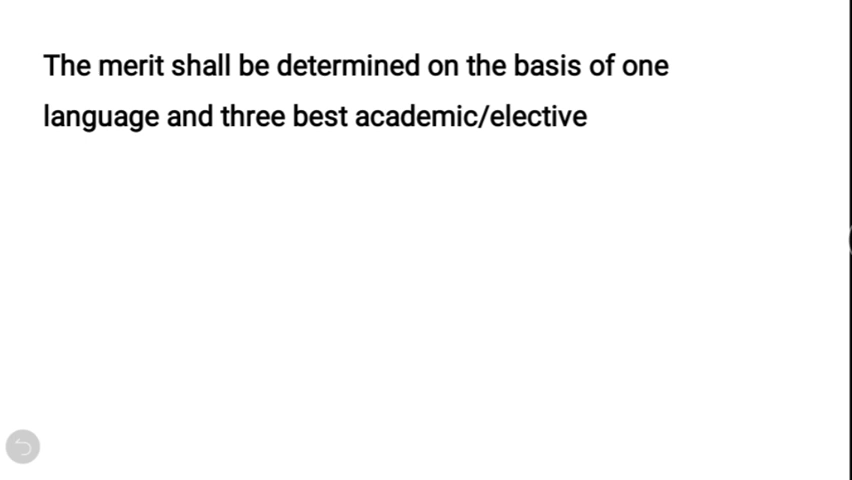 The merit shall be determined on the basis of one
language and three best academic/elective